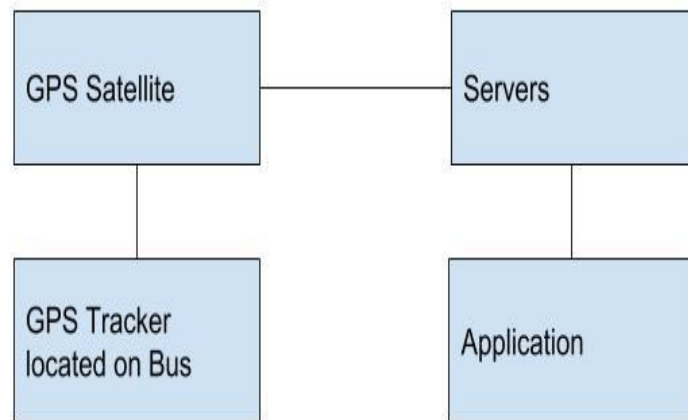 GPS Satellite
Servers
GPS Tracker
located on Bus
Application